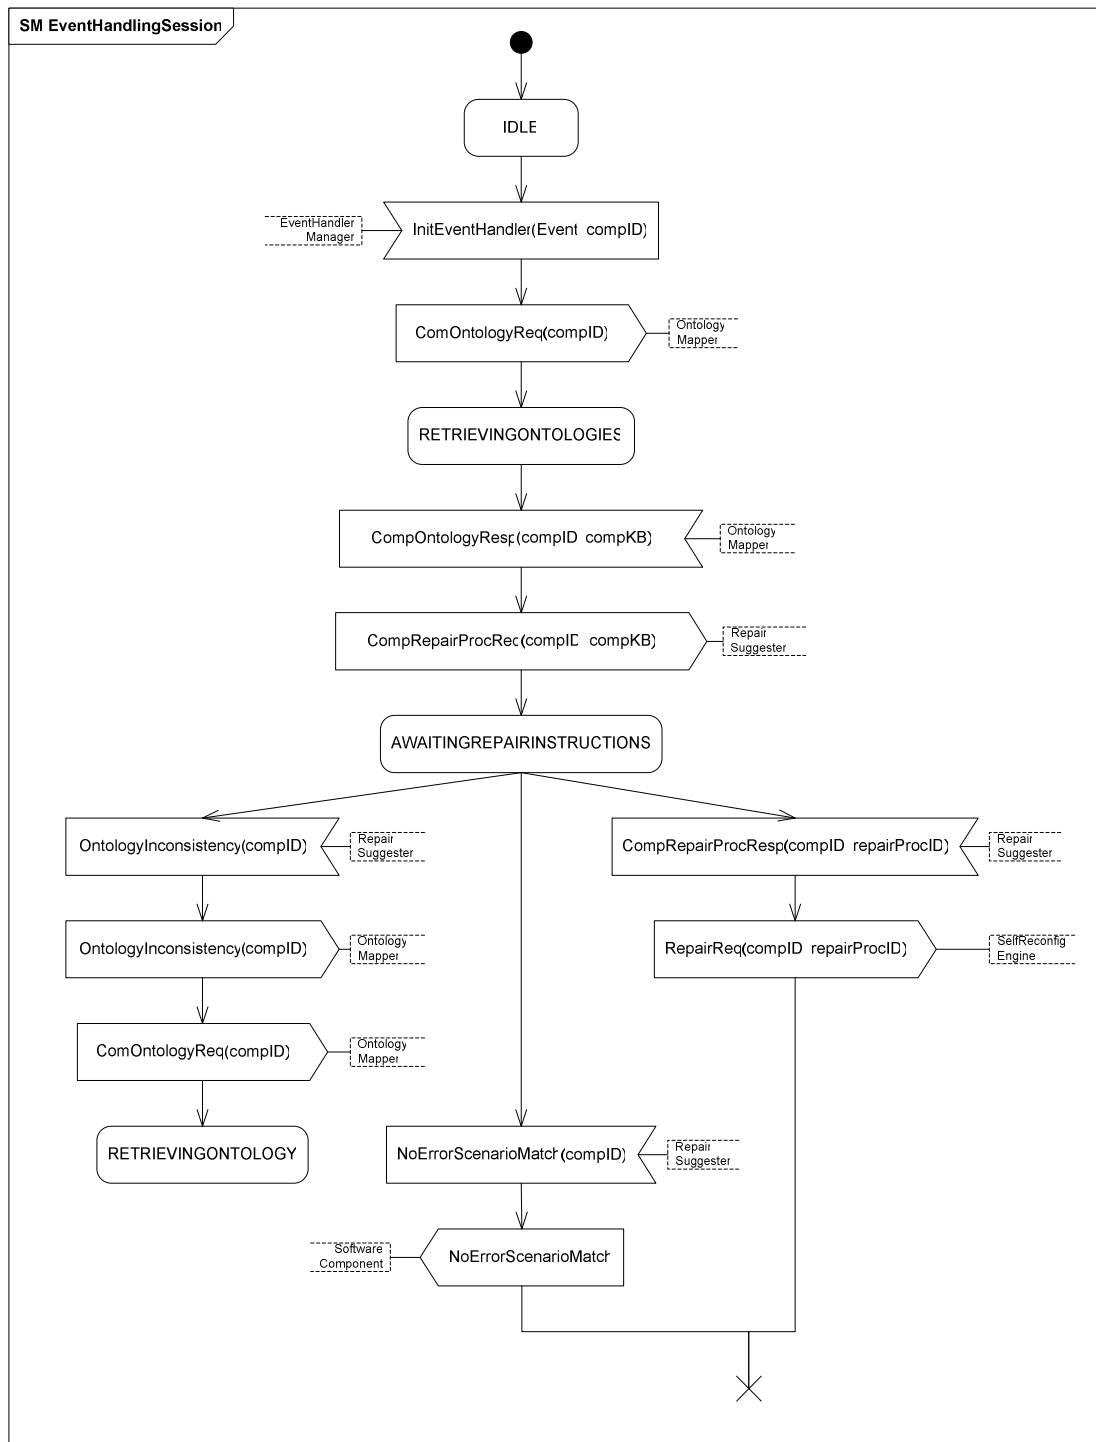 SM EventHandlingSession
IDLE
EventHandler
Manager
InitEventHandler(Event compID)
ComOntologyReq(compID)
Ontology
Mapper
RETRIEVINGONTOLOGIES
CompOntologyResp(compID compKB)
Ontology
Mapper
CompRepairProcReq(compID compKB)
Repair
Suggester
AWAITINGREPAIRINSTRUCTIONS
OntologyInconsistency(compID)
Repair
Suggester
CompRepairProcResp(compID repairProcID)
Repair
Suggester
OntologyInconsistency(compID)
Ontology
Mapper
RepairReq(compID repairProcID)
SelfReconfig
Engine
ComOntologyReq(compID)
Ontology
Mapper
RETRIEVINGONTOLOGY
NoErrorScenarioMatch(compID)
Repair
Suggester
Software
Component
NoErrorScenarioMatch